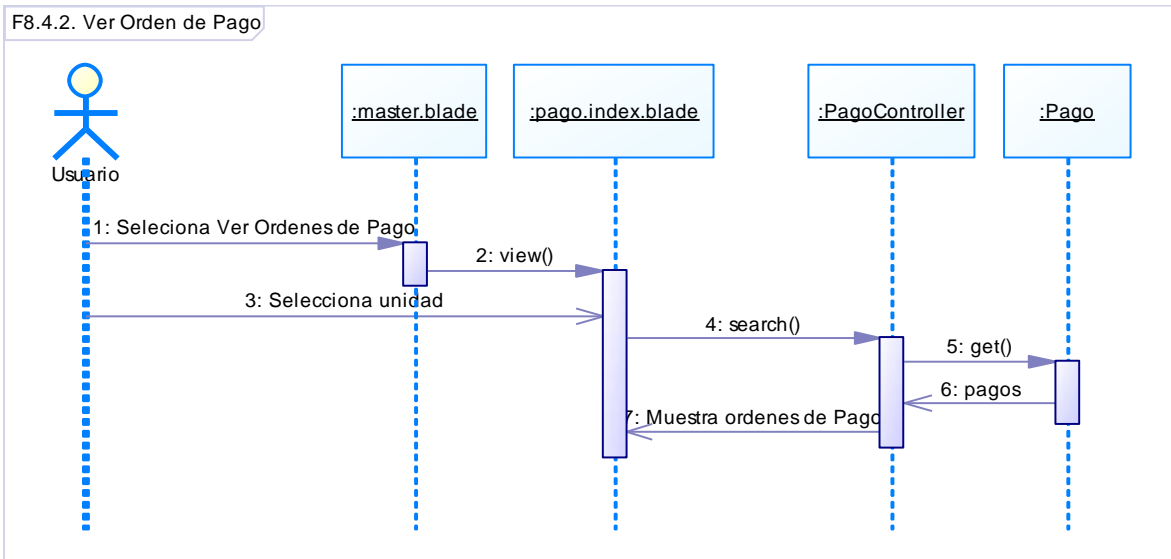 F8.4.2. Ver Orden de Pago
:master.blade
:pago.index.blade
:PagoController
:Pago
Usuario
1: Seleciona Ver Ordenes de Pago
2: view()
3: Selecciona unidad
4: search()
5: get()
6: pagos
7: Muestra ordenes de Pago